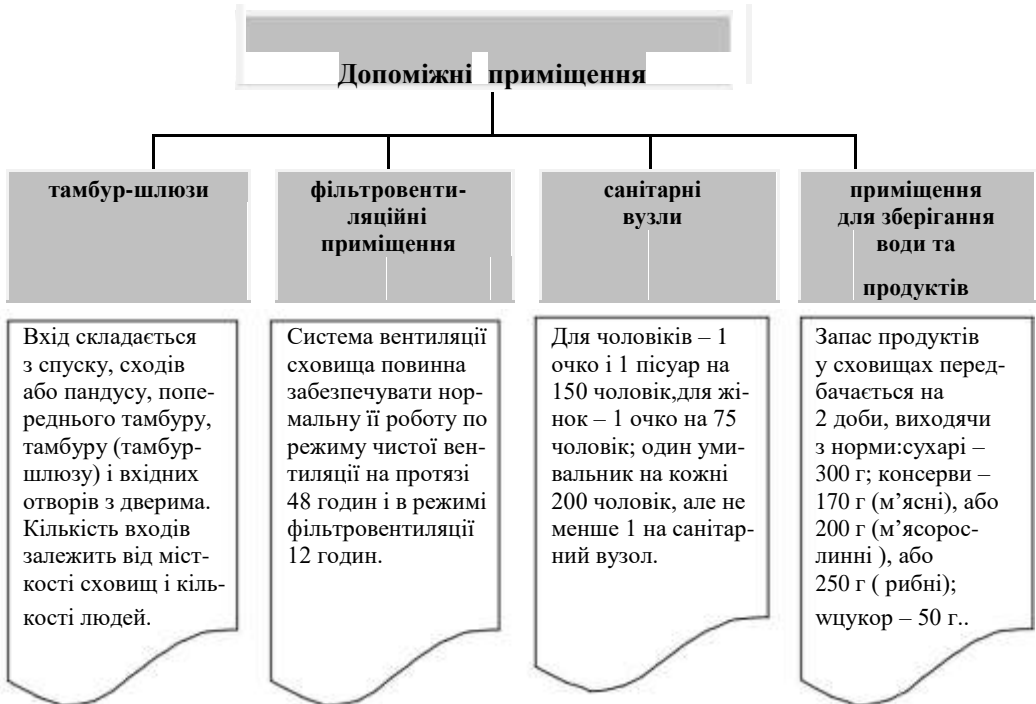 Допоміжні приміщення
тамбур-шлюзи
фільтровенти-
ляційні
приміщення
санітарні
вузли
приміщення
для зберігання
води та
продуктів
Вхід складається
з спуску, сходів
або пандусу, попе-
реднього тамбуру,
тамбуру (тамбур-
шлюзу) і вхідних
отворів з дверима.
Кількість входів
залежить від міст-
кості сховищ і кіль-
кості людей.
Система вентиляції
сховища повинна
забезпечувати нор-
мальну її роботу по
режиму чистої вен-
тиляції на протязі
48 годин і в режимі
фільтровентиляції
12 годин.
Для чоловіків – 1
очко і 1 пісуар на
150 чоловік,для жі-
нок – 1 очко на 75
чоловік; один уми-
вальник на кожні
200 чоловік, але не
менше 1 на санітар-
ний вузол.
Запас продуктів
у сховищах перед-
бачається на
2 доби, виходячи
з норми:сухарі –
300 г; консерви –
170 г (м’ясні), або
200 г (м’ясорос-
линні ), або
250 г ( рибні);
wцукор – 50 г..